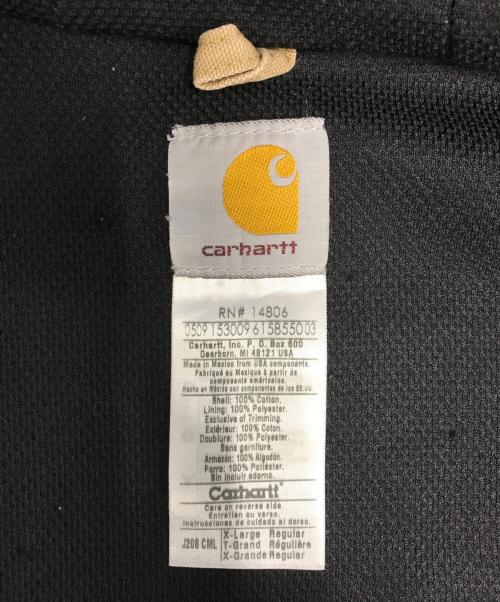 carhartt
RN# 14806
0509 153009 6158550 03
Carhartt, Inc. P. O. Box 600
Dearborn, MI 48121 USA
Made in Mexico from USA components.
Fabriqué au Mexique à partir de
composants américains.
Hecho en México con componentes de los EE.UU.
Shell: 100% Cotton.
Lining: 100% Polyester.
Exclusive of Trimming.
Extérieur: 100% Coton.
Doublure: 100% Polyester.
Sans garniture.
Armazón: 100% Algodón.
Forro: 100% Poliéster.
Sin incluir adorno.
Carhartt
Care on reverse side.
Entretien au verso.
Instrucciones de cuidado al dorso.
J208 CML
X-Large Regular
T-Grand Régulière
X-Grande Regular